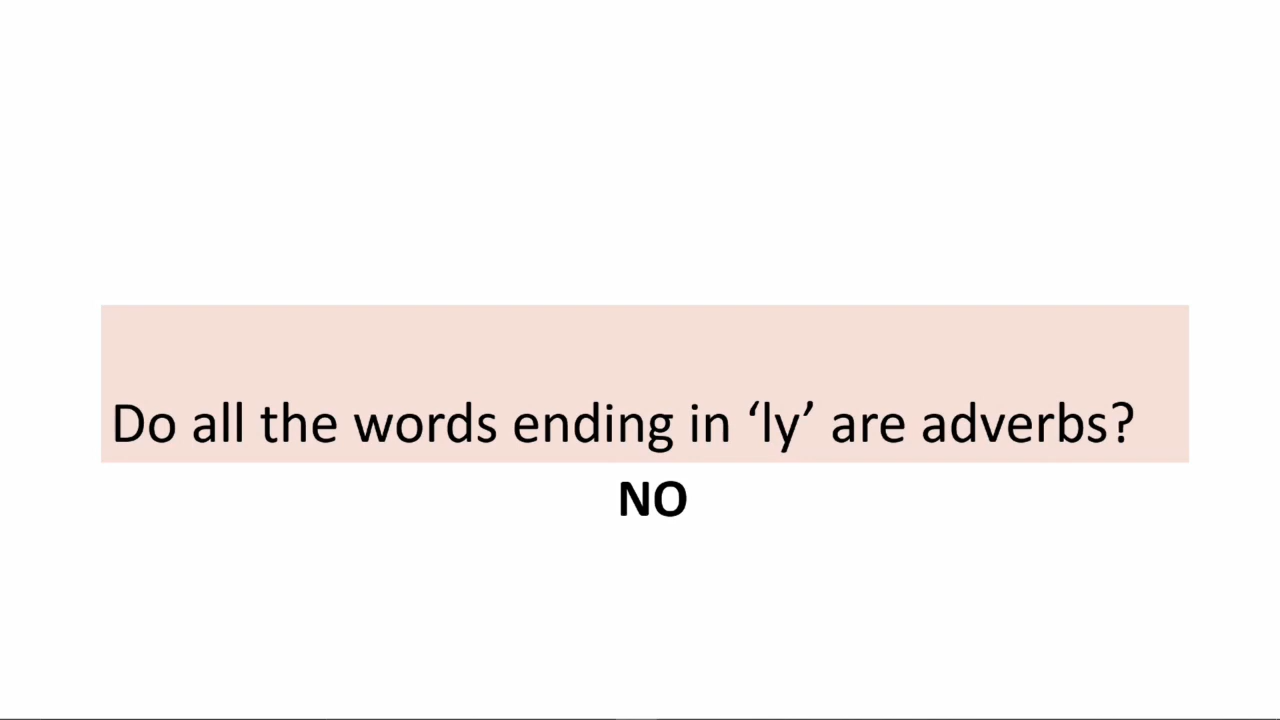 Do all the words ending in ‘ly’ are adverbs?
NO